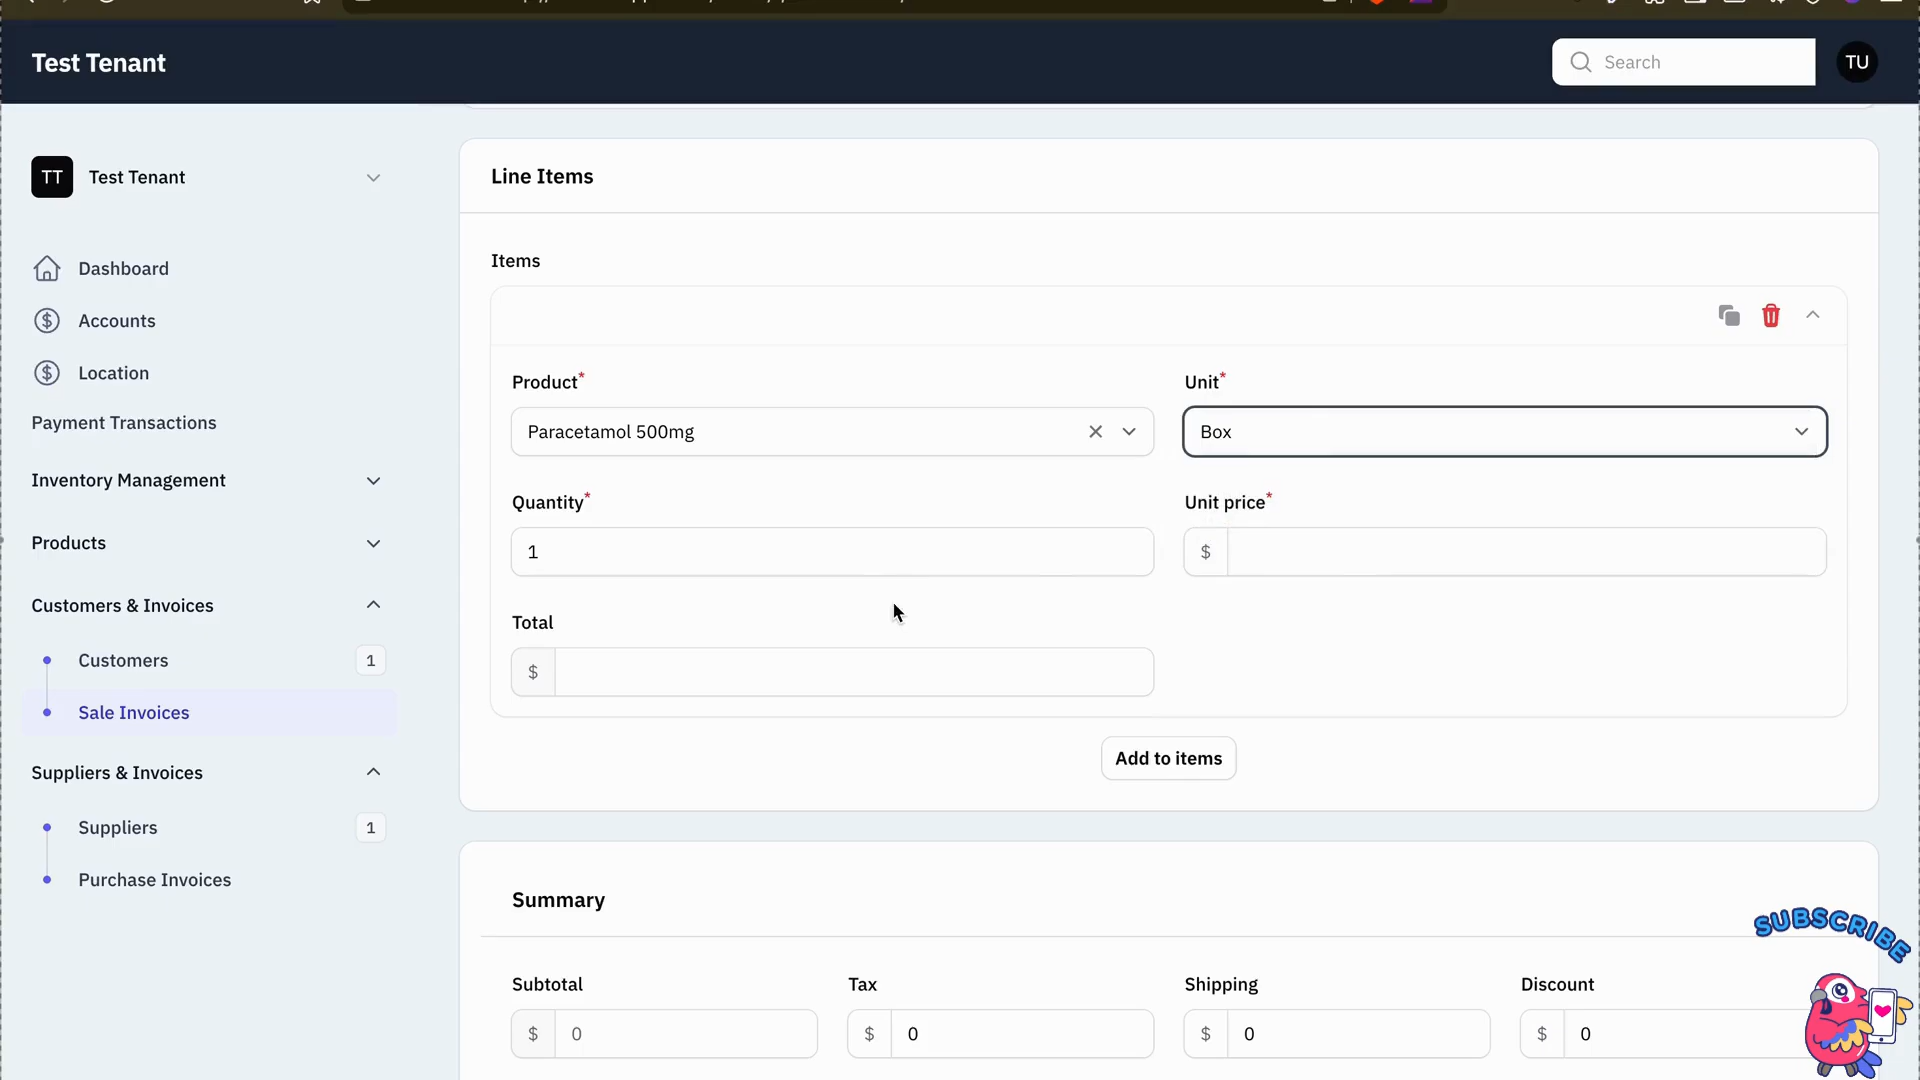 Test Tenant
Search
TU
TT
Test Tenant
Dashboard
Accounts
Location
Payment Transactions
Inventory Management
Products
Customers & Invoices
Customers
1
Sale Invoices
Suppliers & Invoices
Suppliers
1
Purchase Invoices
Line Items
Items
Product*
Unit*
Paracetamol 500mg
Box
Quantity*
Unit price*
1
$
Total
$
Add to items
Summary
Subtotal
Tax
Shipping
Discount
$ 0
$ 0
$ 0
$ 0
SUBSCRIBE